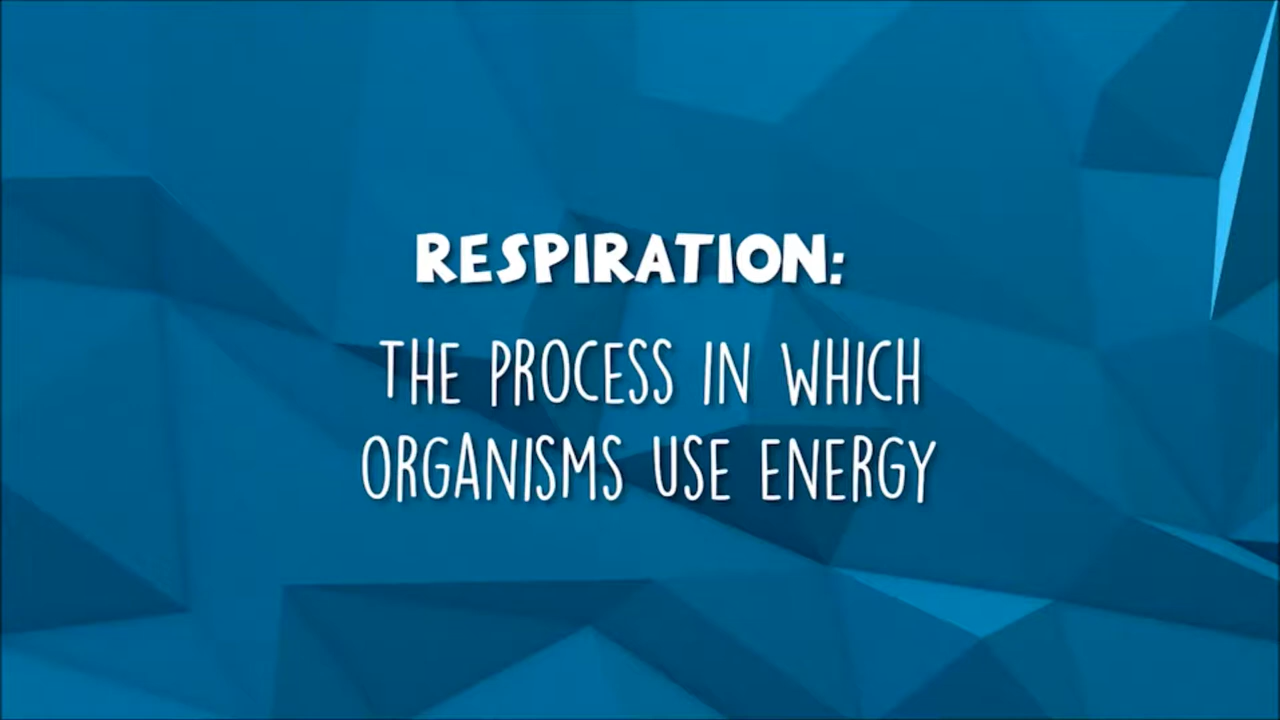 RESPIRATION:
THE PROCESS IN WHICH
ORGANISMS USE ENERGY